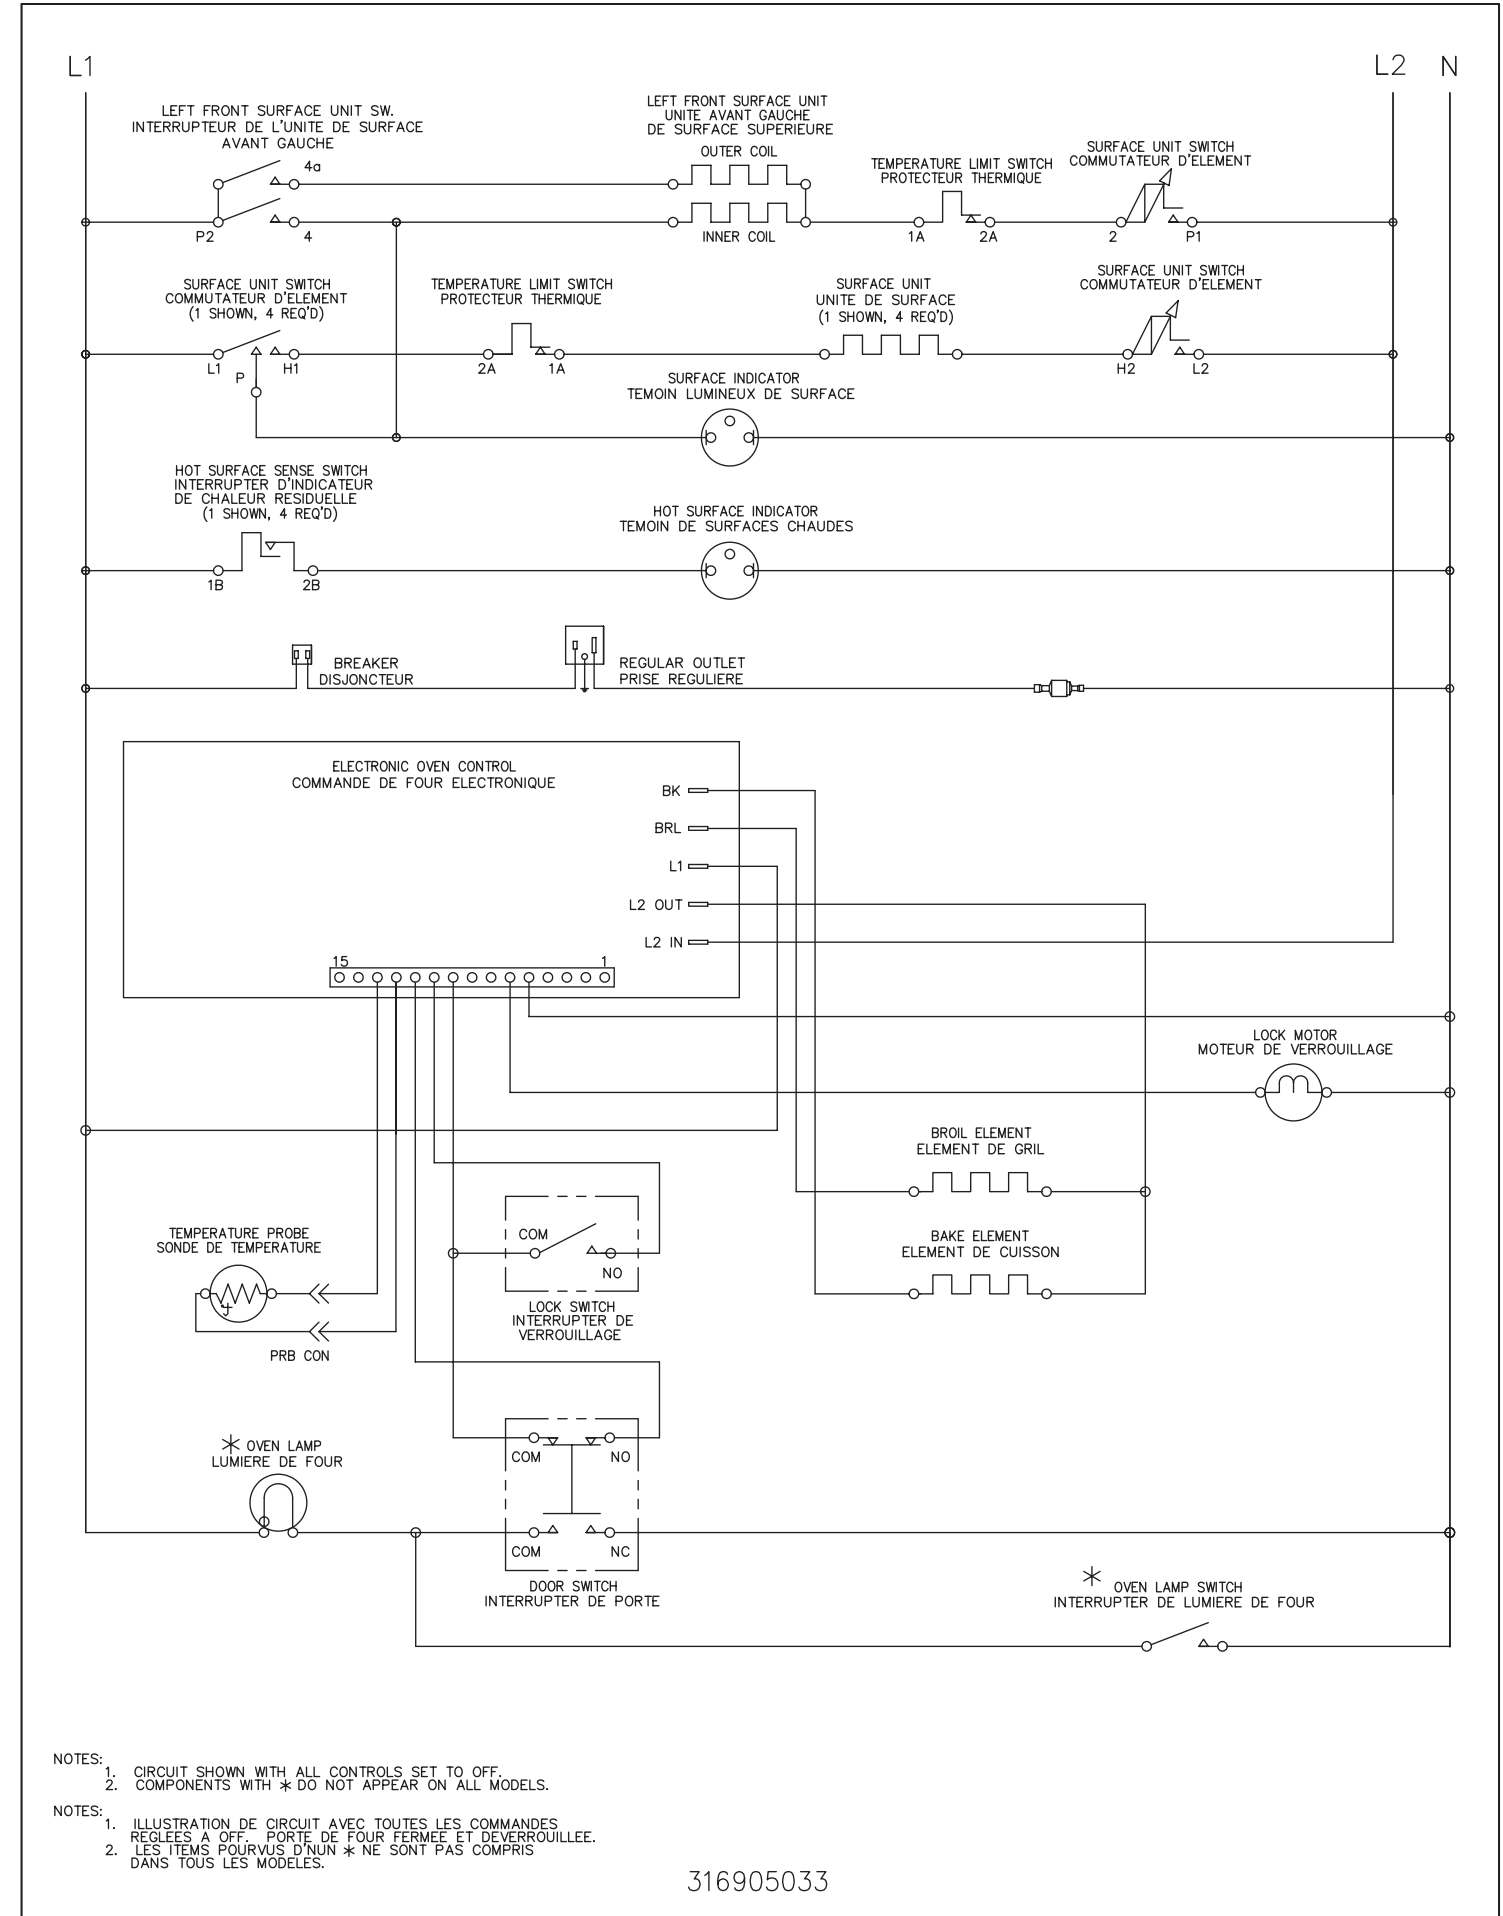 L1
L2
N
LEFT FRONT SURFACE UNIT SW.
INTERRUPTEUR DE L'UNITE DE SURFACE
AVANT GAUCHE
4a
P2
4
LEFT FRONT SURFACE UNIT
UNITE AVANT GAUCHE
DE SURFACE SUPERIEURE
OUTER COIL
INNER COIL
TEMPERATURE LIMIT SWITCH
PROTECTEUR THERMIQUE
1A
2A
SURFACE UNIT SWITCH
COMMUTATEUR D'ELEMENT
2
P1
SURFACE UNIT SWITCH
COMMUTATEUR D'ELEMENT
(1 SHOWN, 4 REQ'D)
L1
H1
P
TEMPERATURE LIMIT SWITCH
PROTECTEUR THERMIQUE
2A
1A
SURFACE UNIT
UNITE DE SURFACE
(1 SHOWN, 4 REQ'D)
SURFACE UNIT SWITCH
COMMUTATEUR D'ELEMENT
H2
L2
SURFACE INDICATOR
TEMOIN LUMINEUX DE SURFACE
HOT SURFACE SENSE SWITCH
INTERRUPTER D'INDICATEUR
DE CHALEUR RESIDUELLE
(1 SHOWN, 4 REQ'D)
1B
2B
HOT SURFACE INDICATOR
TEMOIN DE SURFACES CHAUDES
BREAKER
DISJONCTEUR
REGULAR OUTLET
PRISE REGULIERE
ELECTRONIC OVEN CONTROL
COMMANDE DE FOUR ELECTRONIQUE
BK
BRL
L1
L2 OUT
L2 IN
15
1
LOCK MOTOR
MOTEUR DE VERROUILLAGE
BROIL ELEMENT
ELEMENT DE GRIL
BAKE ELEMENT
ELEMENT DE CUISSON
TEMPERATURE PROBE
SONDE DE TEMPERATURE
PRB CON
COM
NO
LOCK SWITCH
INTERRUPTER DE
VERROUILLAGE
* OVEN LAMP
LUMIERE DE FOUR
COM
NO
COM
NC
DOOR SWITCH
INTERRUPTER DE PORTE
* OVEN LAMP SWITCH
INTERRUPTER DE LUMIERE DE FOUR
NOTES:
1. CIRCUIT SHOWN WITH ALL CONTROLS SET TO OFF.
2. COMPONENTS WITH * DO NOT APPEAR ON ALL MODELS.
NOTES:
1. ILLUSTRATION DE CIRCUIT AVEC TOUTES LES COMMANDES
REGLEES A OFF. PORTE DE FOUR FERMEE ET DEVERROUILLEE.
2. LES ITEMS POURVUS D'NUN * NE SONT PAS COMPRIS
DANS TOUS LES MODELES.
316905033